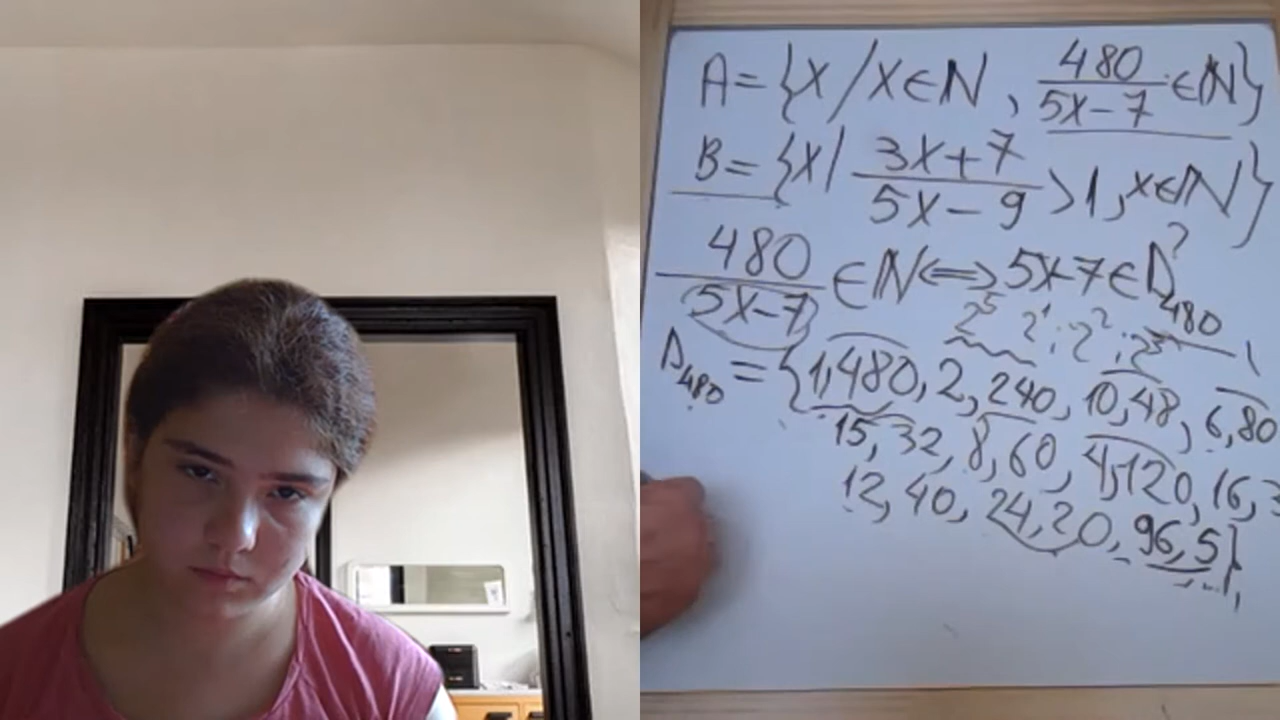 A={x/x∈N, 480/(5x-7) ∈N}
B={x| (3x+7)/(5x-9) >1, x∈N}
480/(5x-7) ∈N⟺5x-7∈D480 ?
2⁵ 2¹; 2²; 2³
D480={1,480, 2, 240, 10,48, 6,80
15, 32, 8,60, 4,120, 16,3
12, 40, 24,20, 96,5},